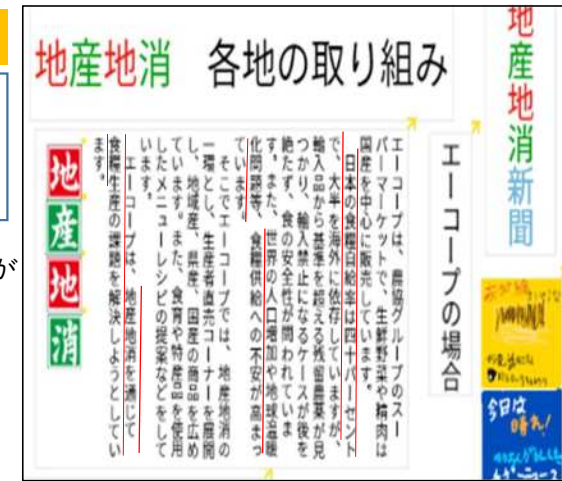 地産地消　各地の取り組み
地産地消新聞
エーコープの場合
エーコープは、農協グループのスー
パーマーケットで、生鮮野菜や精肉は
国産を中心に販売しています。
日本の食糧自給率は四十パーセント
で、大半を海外に依存していますが、
輸入品から基準を超える残留農薬が見
つかり、輸入禁止になるケースが後を
絶たず、食の安全性が問われていま
す。また、世界の人口増加や地球温暖
化問題等、食糧供給への不安が高まっ
ています。
そこでエーコープでは、地産地消の
一環とし、生産者直売コーナーを展開
し、地域産、県産、国産の商品を広め
ています。また、食育や特産品を使用
したメニューレシピの提案などをして
います。
エーコープは、地産地消を通じて
食糧生産の課題を解決しようとしてい
ます。
地産地消
今日は
晴れ!
が